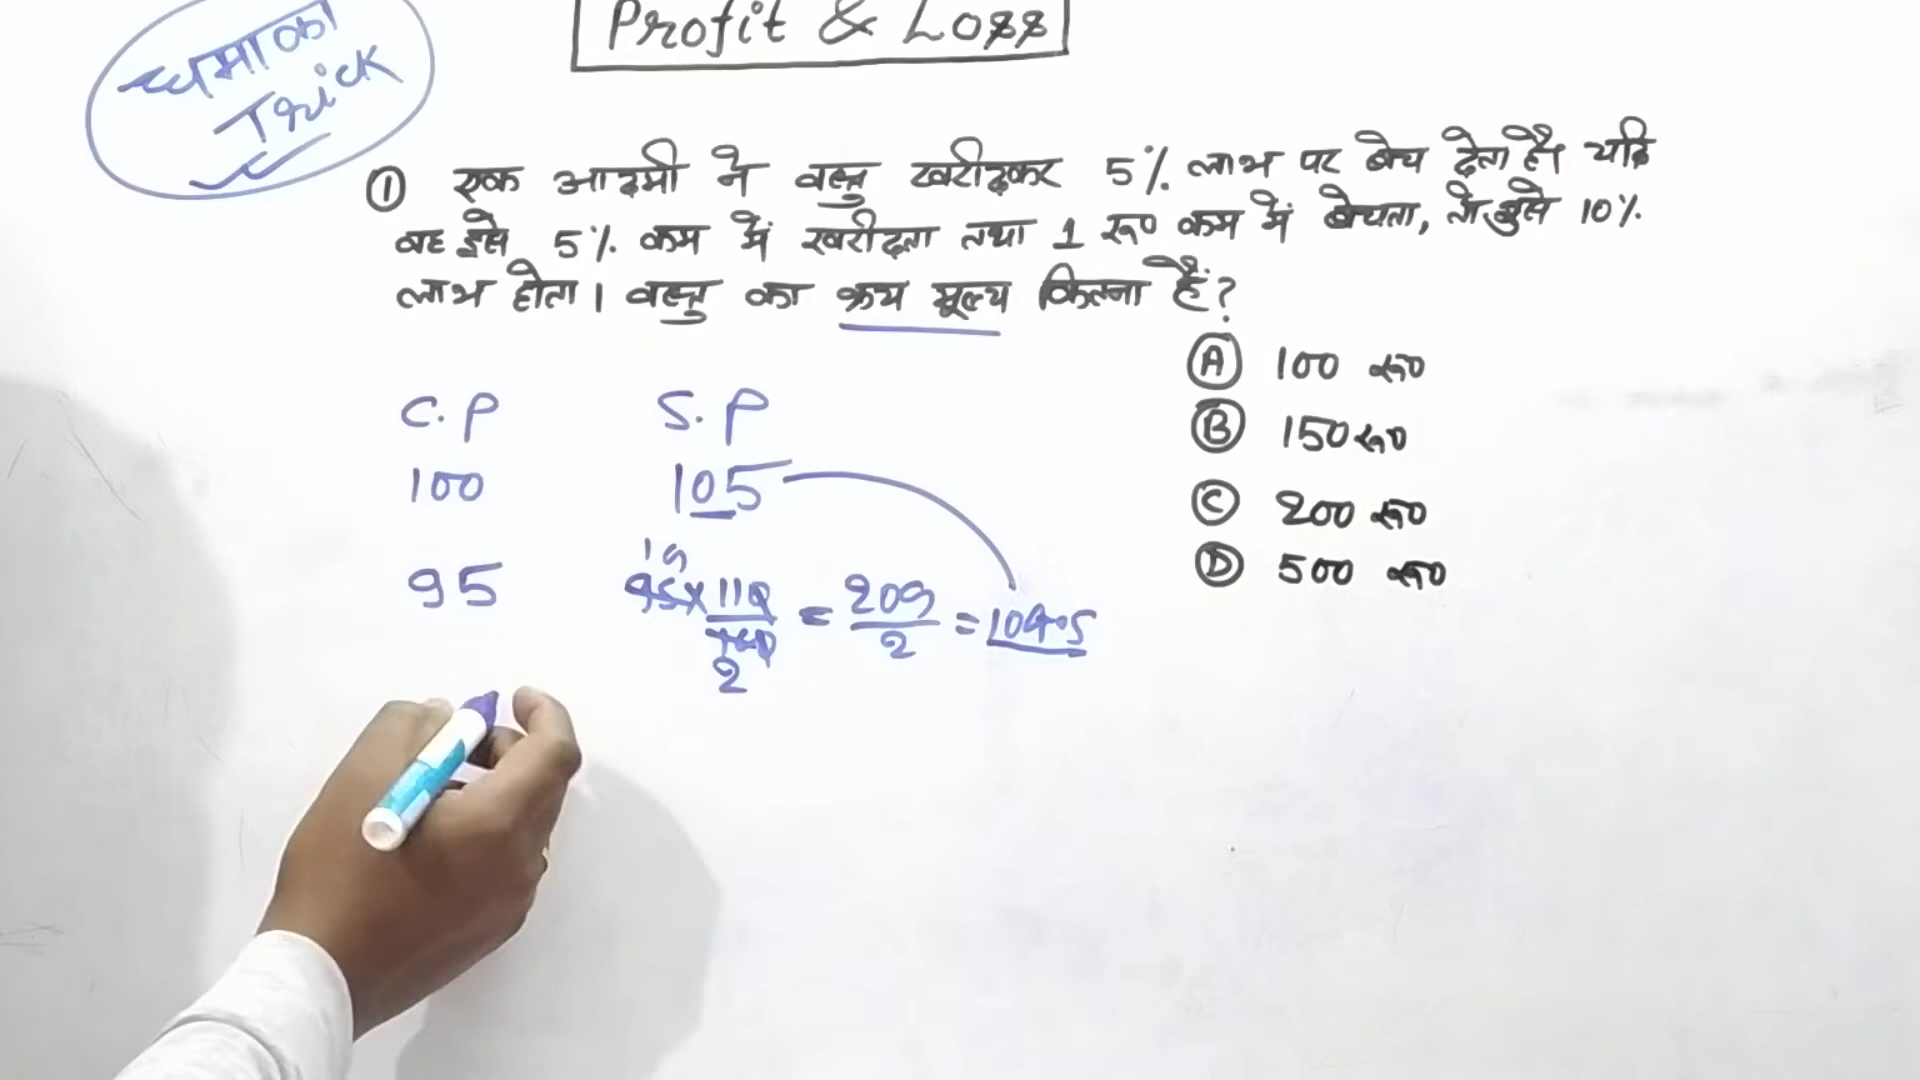 Profit & Loss
धमाका
Trick
① एक आदमी ने वस्तु खरीदकर 5% लाभ पर बेच देता है। यदि
वह इसे 5% कम में खरीदता तथा 1 रू० कम में बेचता, तो उसे 10%
लाभ होता। वस्तु का क्रय मूल्य कितना हैं?
Ⓐ 100 रू०
Ⓑ 150 रू०
Ⓒ 200 रू०
Ⓓ 500 रू०
C.P S.P
100 105
19
95 95 x 110/100 = 209/2 = 104.5
2